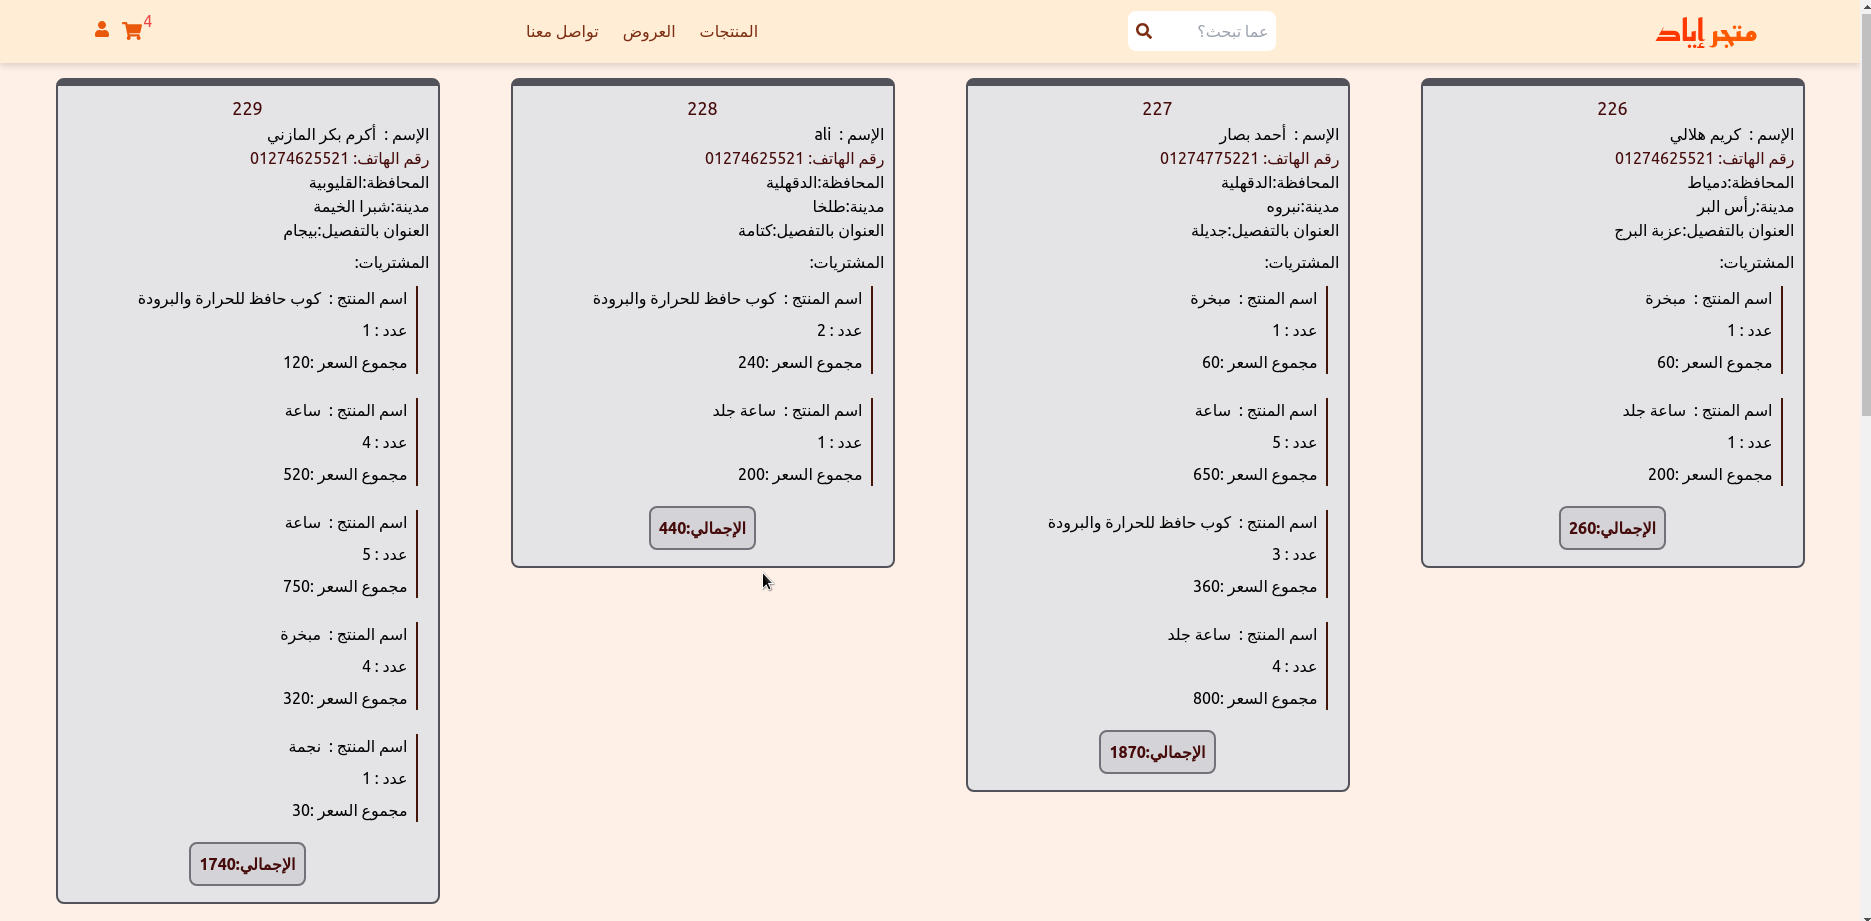 متجر إياد
عما تبحث؟
المنتجات
العروض
تواصل معنا
4
226
الإسم : كريم هلالي
رقم الهاتف: 01274625521
المحافظة:دمياط
مدينة:رأس البر
العنوان بالتفصيل:عزبة البرج
المشتريات:
اسم المنتج : مبخرة
عدد : 1
مجموع السعر :60
اسم المنتج : ساعة جلد
عدد : 1
مجموع السعر :200
الإجمالي:260
227
الإسم : أحمد بصار
رقم الهاتف: 01274775221
المحافظة:الدقهلية
مدينة:نبروه
العنوان بالتفصيل:جديلة
المشتريات:
اسم المنتج : مبخرة
عدد : 1
مجموع السعر :60
اسم المنتج : ساعة
عدد : 5
مجموع السعر :650
اسم المنتج : كوب حافظ للحرارة والبرودة
عدد : 3
مجموع السعر :360
اسم المنتج : ساعة جلد
عدد : 4
مجموع السعر :800
الإجمالي:1870
228
الإسم : ali
رقم الهاتف: 01274625521
المحافظة:الدقهلية
مدينة:طلخا
العنوان بالتفصيل:كتامة
المشتريات:
اسم المنتج : كوب حافظ للحرارة والبرودة
عدد : 2
مجموع السعر :240
اسم المنتج : ساعة جلد
عدد : 1
مجموع السعر :200
الإجمالي:440
229
الإسم : أكرم بكر المازني
رقم الهاتف: 01274625521
المحافظة:القليوبية
مدينة:شبرا الخيمة
العنوان بالتفصيل:بيجام
المشتريات:
اسم المنتج : كوب حافظ للحرارة والبرودة
عدد : 1
مجموع السعر :120
اسم المنتج : ساعة
عدد : 4
مجموع السعر :520
اسم المنتج : ساعة
عدد : 5
مجموع السعر :750
اسم المنتج : مبخرة
عدد : 4
مجموع السعر :320
اسم المنتج : نجمة
عدد : 1
مجموع السعر :30
الإجمالي:1740